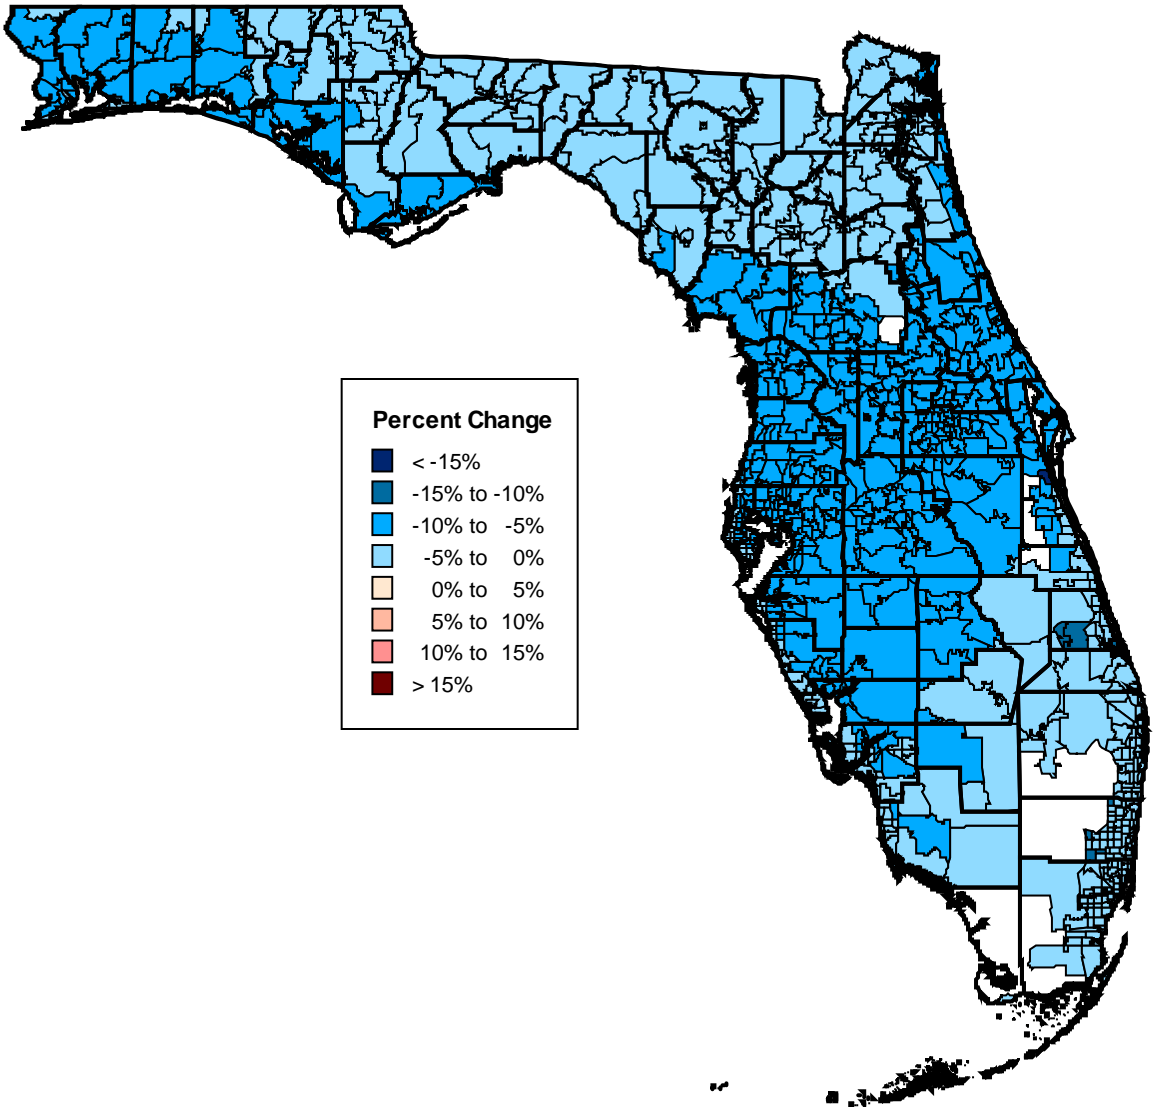 Percent Change
< -15%
-15% to -10%
-10% to -5%
-5% to 0%
0% to 5%
5% to 10%
10% to 15%
> 15%